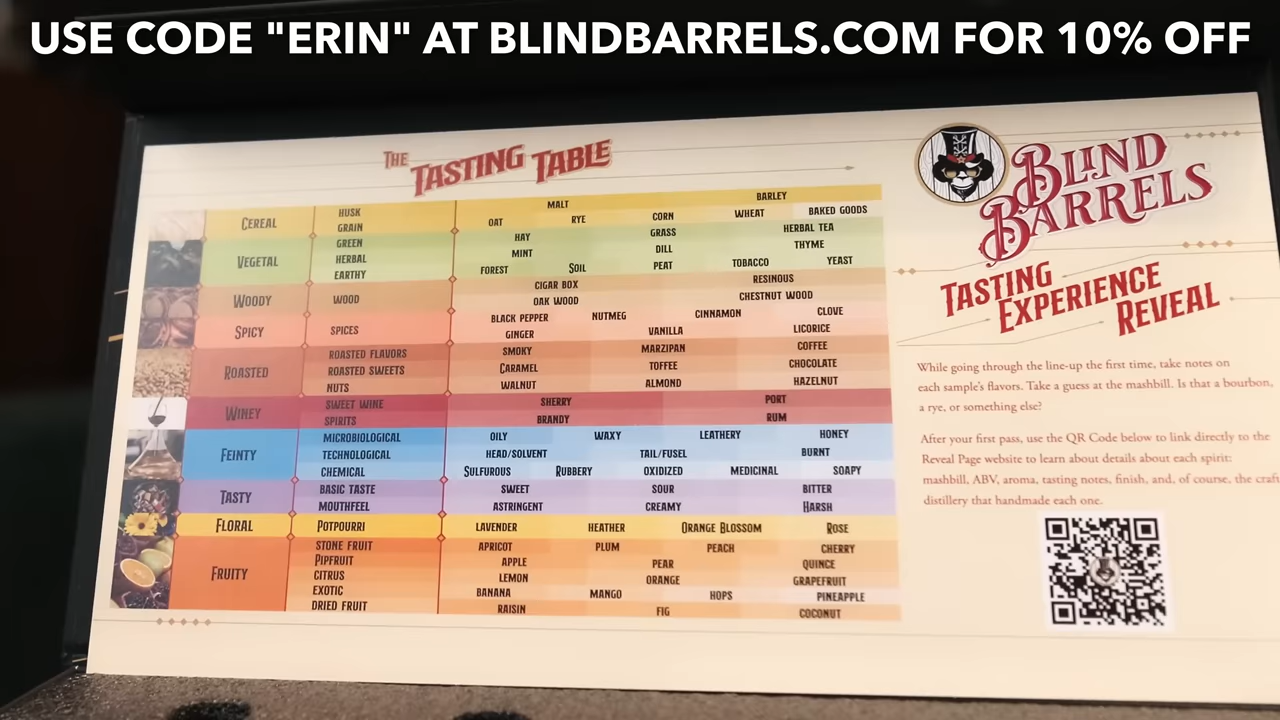 USE CODE "ERIN" AT BLINDBARRELS.COM FOR 10% OFF
THE TASTING TABLE
CEREAL
HUSK
GRAIN
MALT BARLEY
OAT RYE CORN WHEAT BAKED GOODS
VEGETAL
GREEN
HERBAL
EARTHY
HAY GRASS HERBAL TEA
MINT DILL THYME
FOREST SOIL PEAT TOBACCO YEAST
WOODY
WOOD
CIGAR BOX RESINOUS
OAK WOOD CHESTNUT WOOD
SPICY
SPICES
BLACK PEPPER NUTMEG CINNAMON CLOVE
GINGER VANILLA LICORICE
ROASTED
ROASTED FLAVORS
ROASTED SWEETS
NUTS
SMOKY MARZIPAN COFFEE
CARAMEL TOFFEE CHOCOLATE
WALNUT ALMOND HAZELNUT
WINEY
SWEET WINE
SPIRITS
SHERRY PORT
BRANDY RUM
FEINTY
MICROBIOLOGICAL
TECHNOLOGICAL
CHEMICAL
OILY WAXY LEATHERY HONEY
HEAD/SOLVENT TAIL/FUSEL BURNT
SULFUROUS RUBBERY OXIDIZED MEDICINAL SOAPY
TASTY
BASIC TASTE
MOUTHFEEL
SWEET SOUR BITTER
ASTRINGENT CREAMY HARSH
FLORAL
POTPOURRI
LAVENDER HEATHER ORANGE BLOSSOM ROSE
FRUITY
STONE FRUIT
PIPFRUIT
CITRUS
EXOTIC
DRIED FRUIT
APRICOT PLUM PEACH CHERRY
APPLE PEAR QUINCE
LEMON ORANGE GRAPEFRUIT
BANANA MANGO HOPS PINEAPPLE
RAISIN FIG COCONUT
BLIND
BARRELS
TASTING
EXPERIENCE
REVEAL
While going through the line-up the first time, take notes on
each sample's flavors. Take a guess at the mashbill. Is that a bourbon,
a rye, or something else?
After your first pass, use the QR Code below to link directly to the
Reveal Page website to learn about details about each spirit:
mashbill, ABV, aroma, tasting notes, finish, and, of course, the craft
distillery that handmade each one.